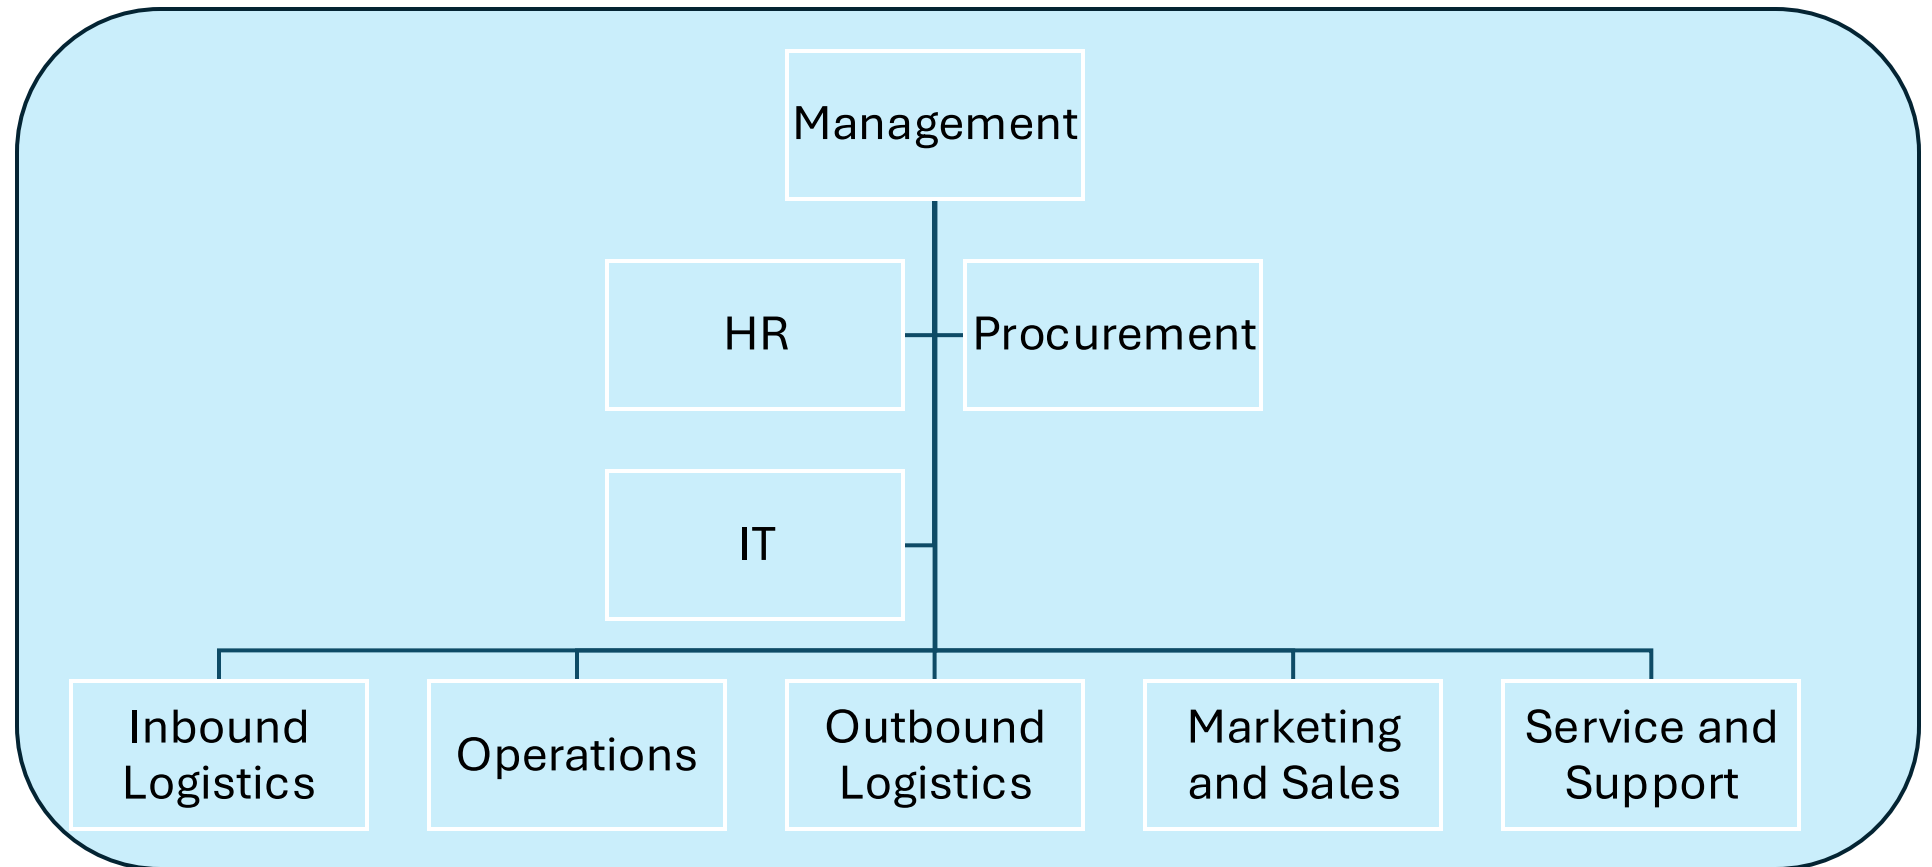 Management
HR
Procurement
IT
Inbound
Logistics
Operations
Outbound
Logistics
Marketing
and Sales
Service and
Support